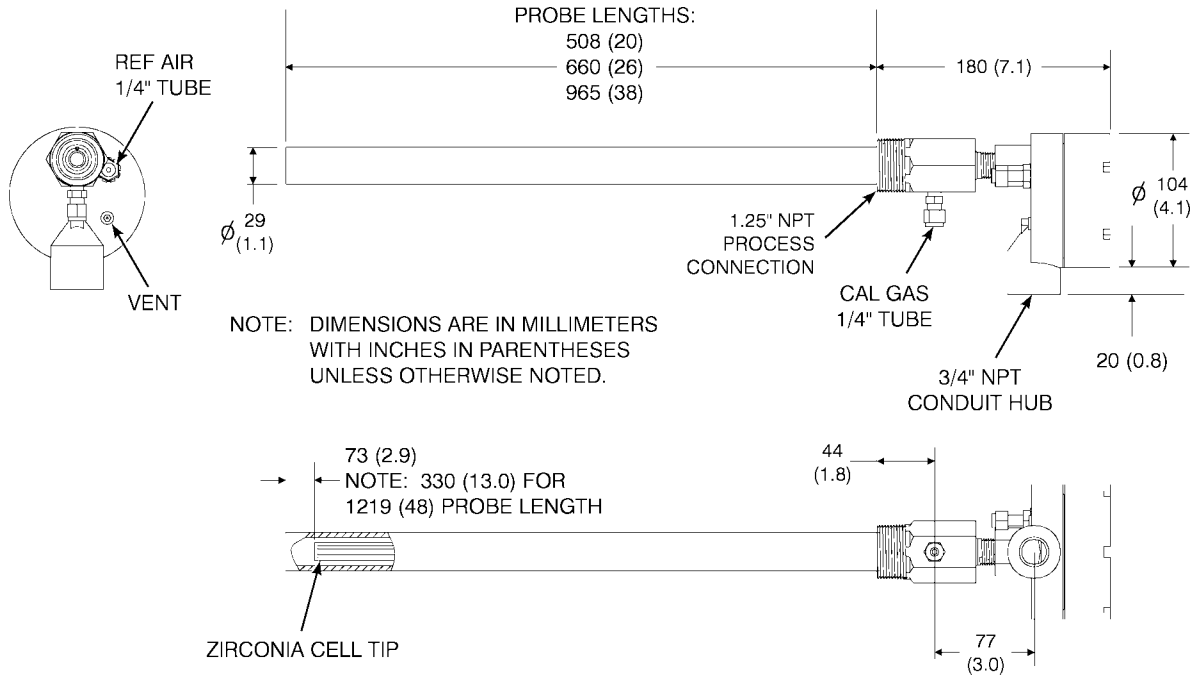 PROBE LENGTHS:
508 (20)
660 (26)
965 (38)
180 (7.1)
REF AIR
1/4" TUBE
Ø 29
(1.1)
Ø 104
(4.1)
1.25" NPT
PROCESS
CONNECTION
VENT
CAL GAS
1/4" TUBE
20 (0.8)
3/4" NPT
CONDUIT HUB
NOTE: DIMENSIONS ARE IN MILLIMETERS
WITH INCHES IN PARENTHESES
UNLESS OTHERWISE NOTED.
73 (2.9)
NOTE: 330 (13.0) FOR
1219 (48) PROBE LENGTH
44
(1.8)
ZIRCONIA CELL TIP
77
(3.0)